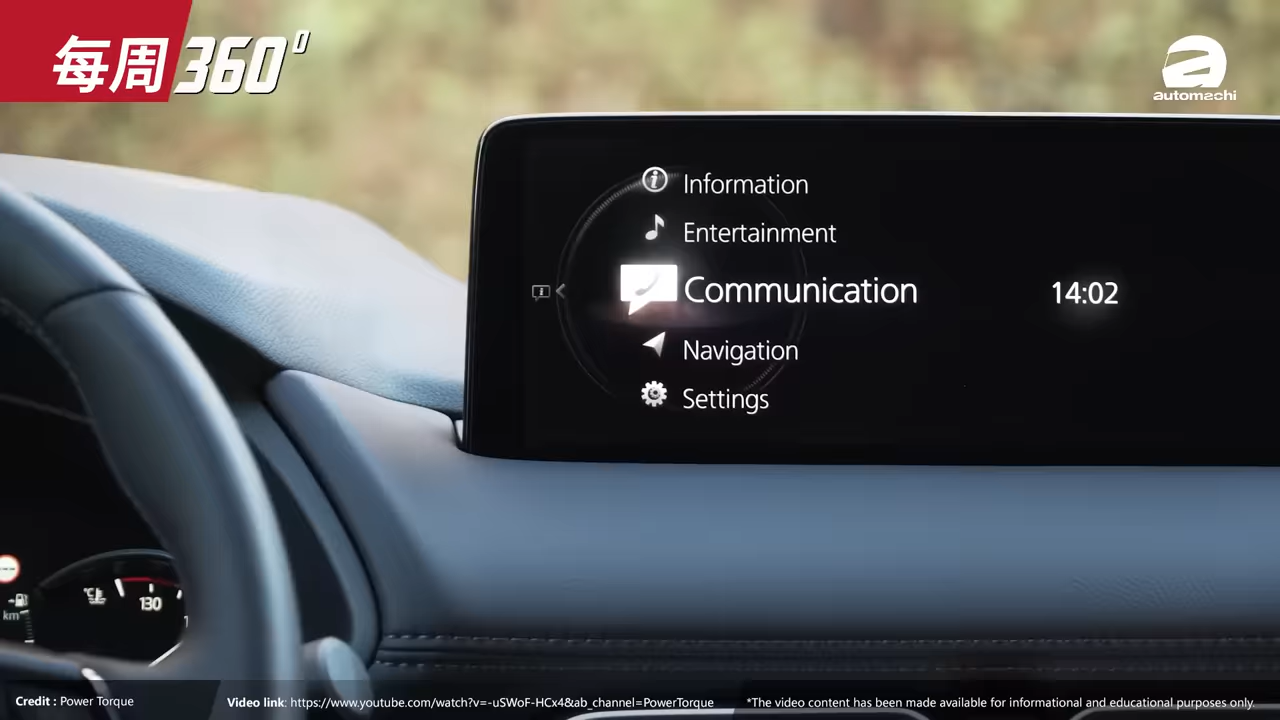 每周360°
automachi
Information
Entertainment
Communication
14:02
Navigation
Settings
°C
130
km
Credit : Power Torque
Video link: https://www.youtube.com/watch?v=-uSWoF-HCx4&ab_channel=PowerTorque
*The video content has been made available for informational and educational purposes only.